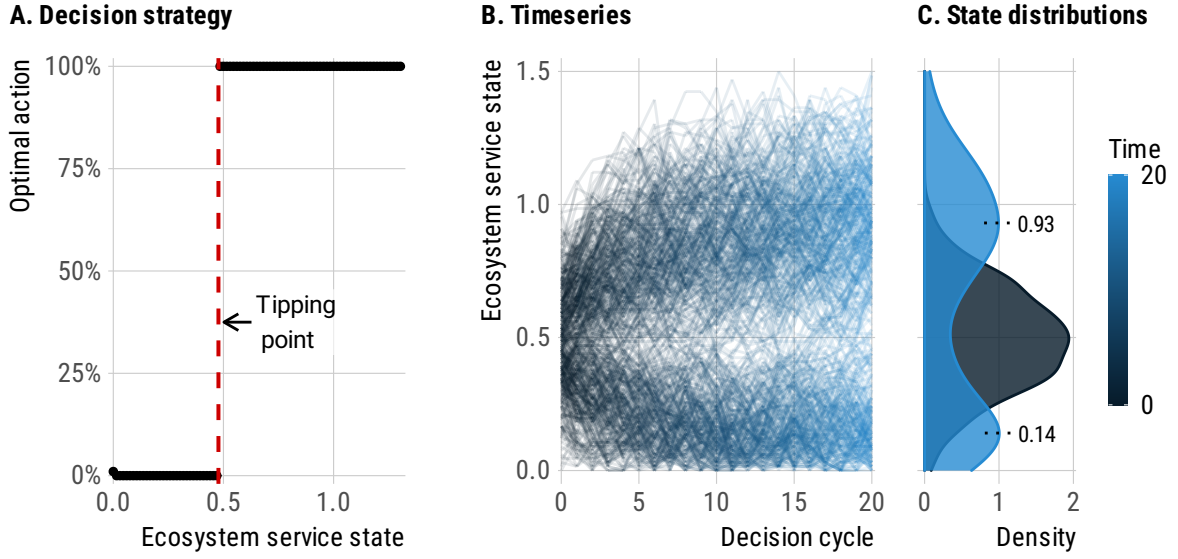 A. Decision strategy
Optimal action
100%
75%
50%
25%
0%
Tipping
point
0.0
0.5
1.0
Ecosystem service state
B. Timeseries
Ecosystem service state
1.5
1.0
0.5
0.0
0
5
10
15
20
Decision cycle
C. State distributions
0.93
0.14
0
1
2
Density
Time
20
0